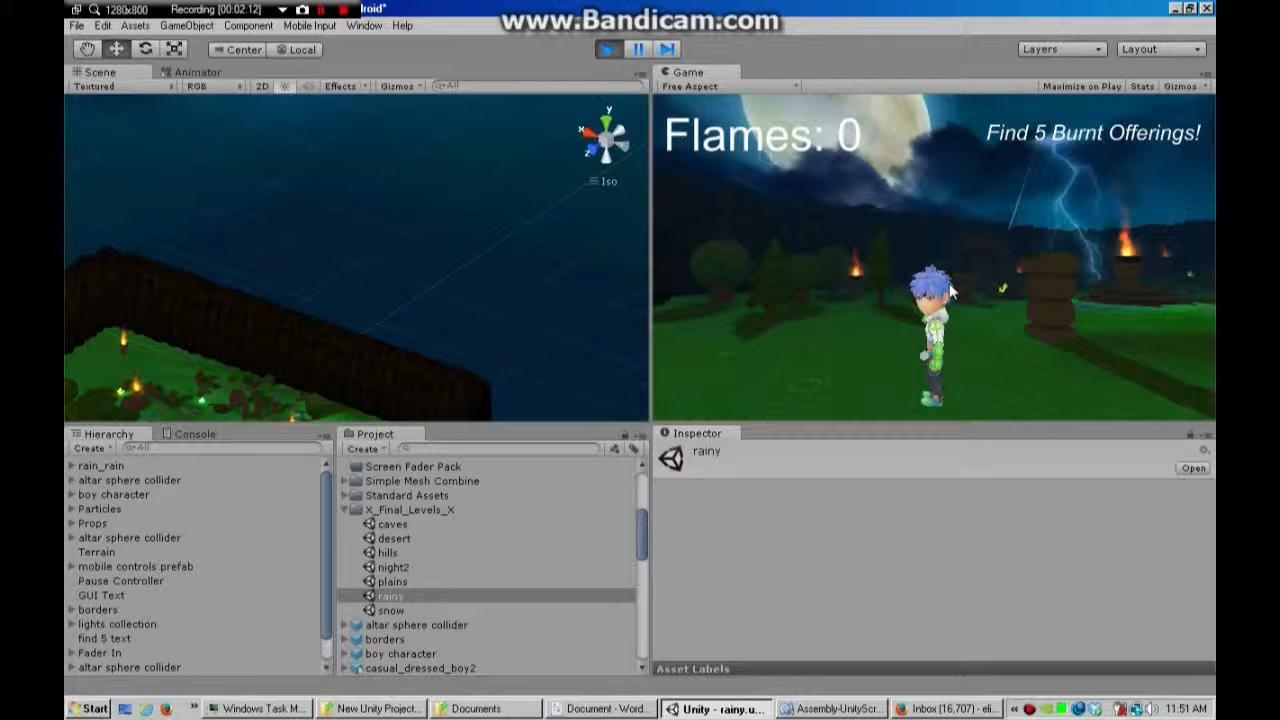 1280x800 Recording [00:02.12] roid*
www.Bandicam.com
File Edit Assets GameObject Component Mobile Input Window Help
Center Local Layers Layout
Scene Animator Game
Textured RGB 2D Effects Gizmos All Free Aspect Maximize on Play Stats Gizmos
Flames: 0 Find 5 Burnt Offerings!
y
x
z
Iso
Hierarchy Console Project Inspector
Create All Create rainy
Open
rain_rain
altar sphere collider
boy character
Particles
Props
altar sphere collider
Terrain
mobile controls prefab
Pause Controller
GUI Text
borders
lights collection
find 5 text
Fade In
altar sphere collider
Screen Fader Pack
Simple Mesh Combine
Standard Assets
X_Final_Levels_X
caves
desert
hills
night2
plains
rainy
snow
altar sphere collider
borders
boy character
casual_dressed_boy2
Asset Labels
Start Windows Task M... New Unity Project... Documents Document - Word... Unity - rainy.u... Assembly-UnityScr... Inbox (16,707) - eli... 11:51 AM